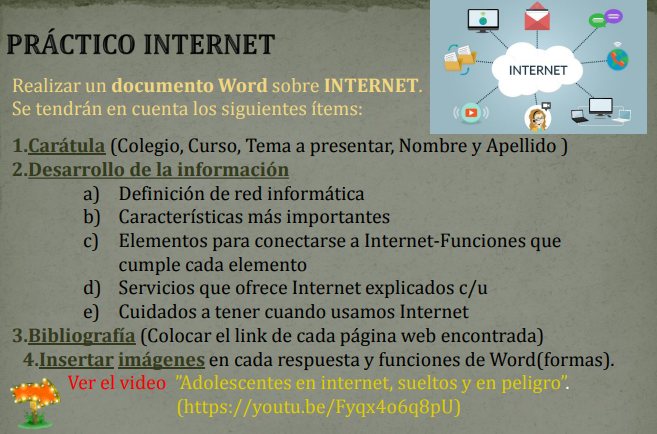 PRÁCTICO INTERNET
INTERNET
Realizar un documento Word sobre INTERNET.
Se tendrán en cuenta los siguientes ítems:
1.Carátula (Colegio, Curso, Tema a presentar, Nombre y Apellido )
2.Desarrollo de la información
a) Definición de red informática
b) Características más importantes
c) Elementos para conectarse a Internet-Funciones que
cumple cada elemento
d) Servicios que ofrece Internet explicados c/u
e) Cuidados a tener cuando usamos Internet
3.Bibliografía (Colocar el link de cada página web encontrada)
4.Insertar imágenes en cada respuesta y funciones de Word(formas).
Ver el video "Adolescentes en internet, sueltos y en peligro".
(https://youtu.be/Fyqx4o6q8pU)